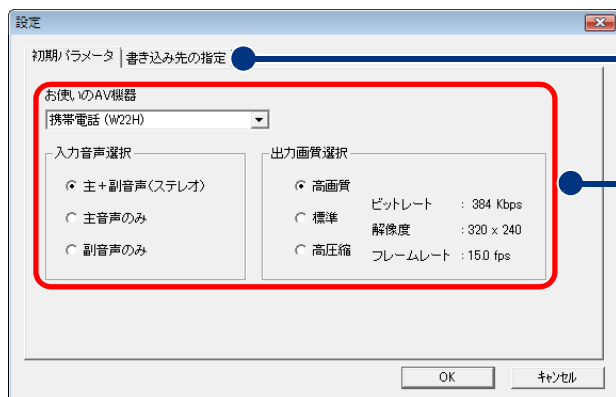 設定
初期パラメータ 書き込み先の指定
お使いのAV機器
携帯電話 (W22H)
入力音声選択
主+副音声(ステレオ)
主音声のみ
副音声のみ
出力画質選択
高画質
標準
高圧縮
ビットレート : 384 Kbps
解像度 : 320 x 240
フレームレート : 15.0 fps
OK キャンセル